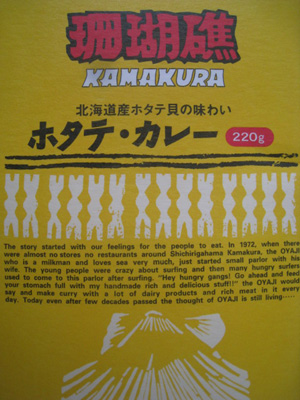 珊瑚礁
KAMAKURA
北海道産ホタテ貝の味わい
ホタテ・カレー 220g
The story started with our feelings for the people to eat. In 1972, when there
were almost no stores no restaurants around Shichirigahama Kamakura, the OYAJI
who is a milkman and loves sea very much, just started small parlor with his
wife. The young people were crazy about surfing and then many hungry surfers
used to come to this parlor after surfing. "Hey hungry gangs! Go ahead and feed
your stomach full with my handmade rich and delicious stuff!!" the OYAJI would
say and make curry with a lot of dairy products and rich meat in it every
day. Today even after few decades passed the thought of OYAJI is still living·····